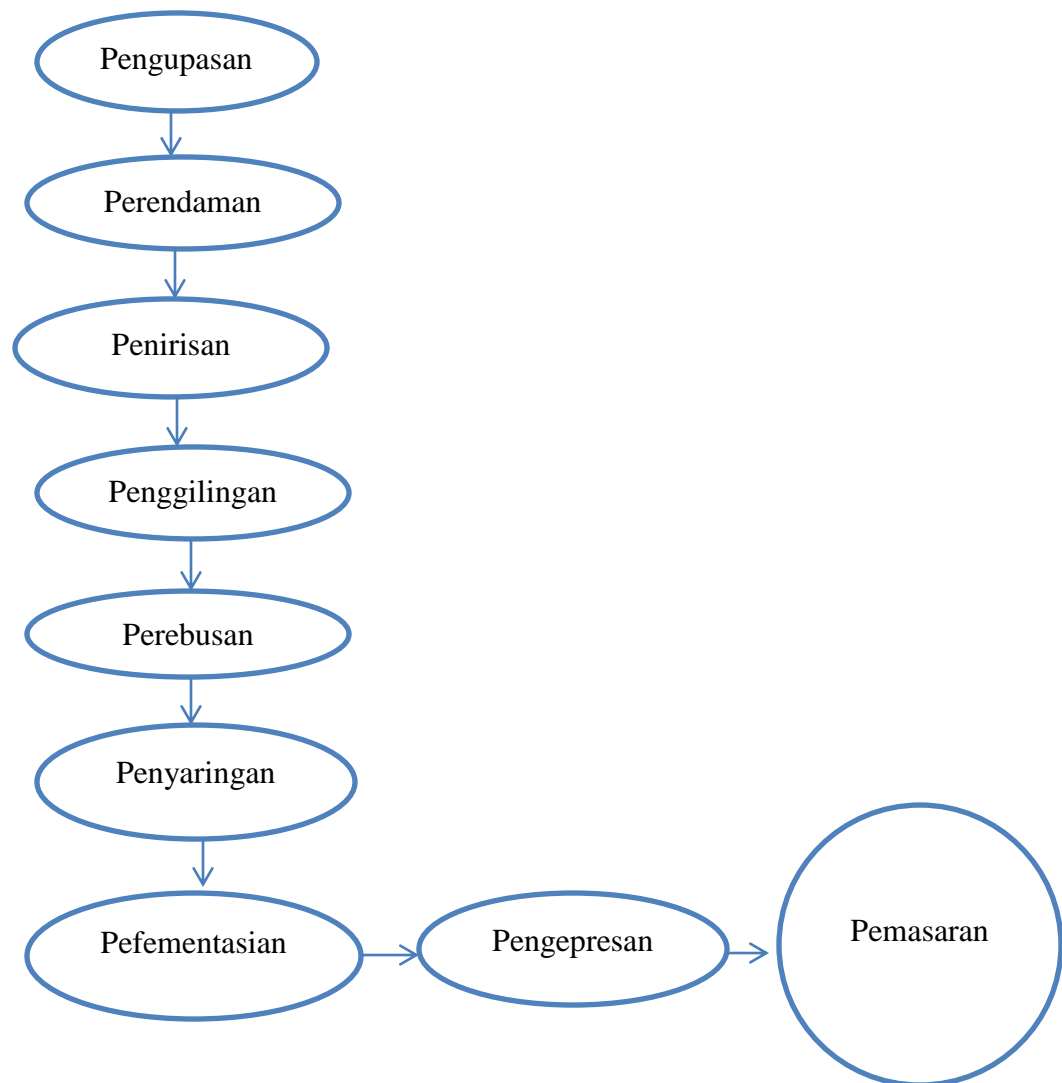 Pengupasan
Perendaman
Penirisan
Penggilingan
Perebusan
Penyaringan
Pefementasian
Pengepresan
Pemasaran